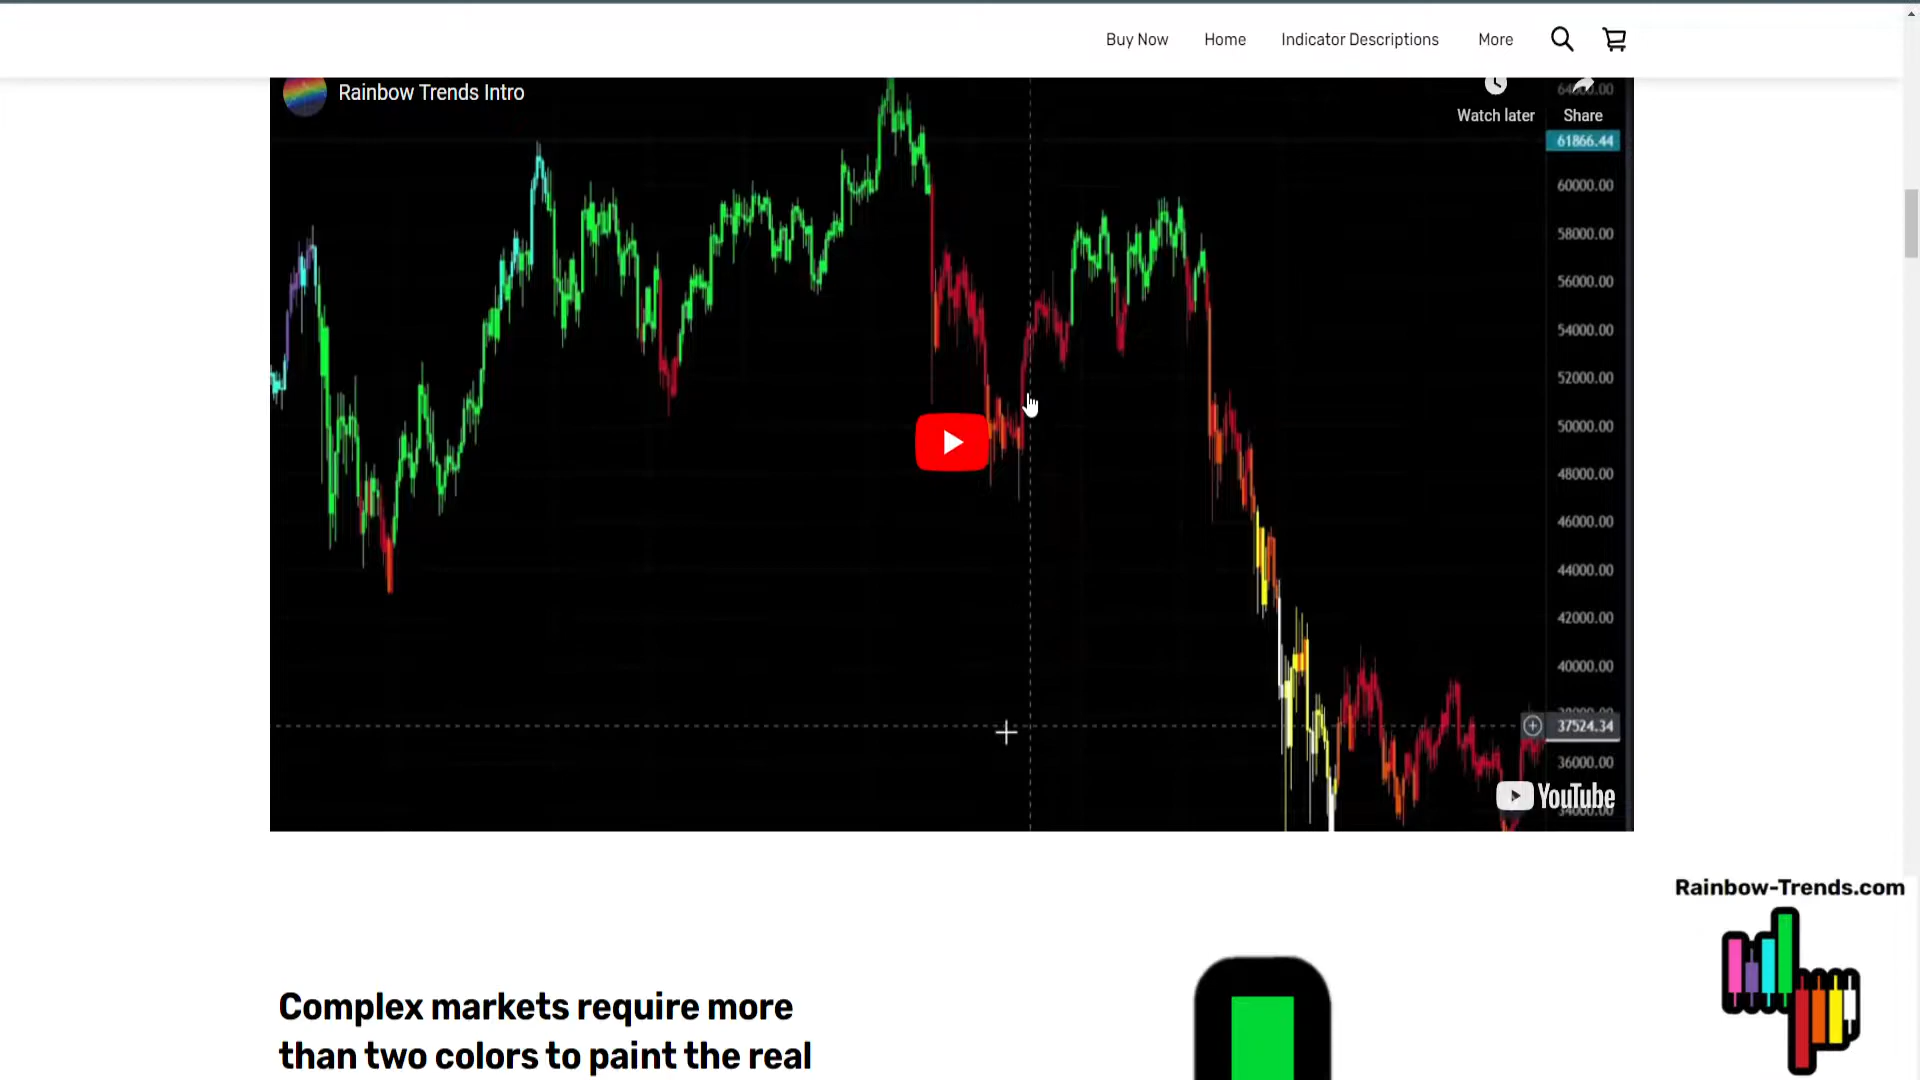 Buy Now Home Indicator Descriptions More
Rainbow Trends Intro
Watch later Share
61866.44
60000.00
58000.00
56000.00
54000.00
52000.00
50000.00
48000.00
46000.00
44000.00
42000.00
40000.00
37524.34
36000.00
YouTube
34000.00
Rainbow-Trends.com
Complex markets require more
than two colors to paint the real